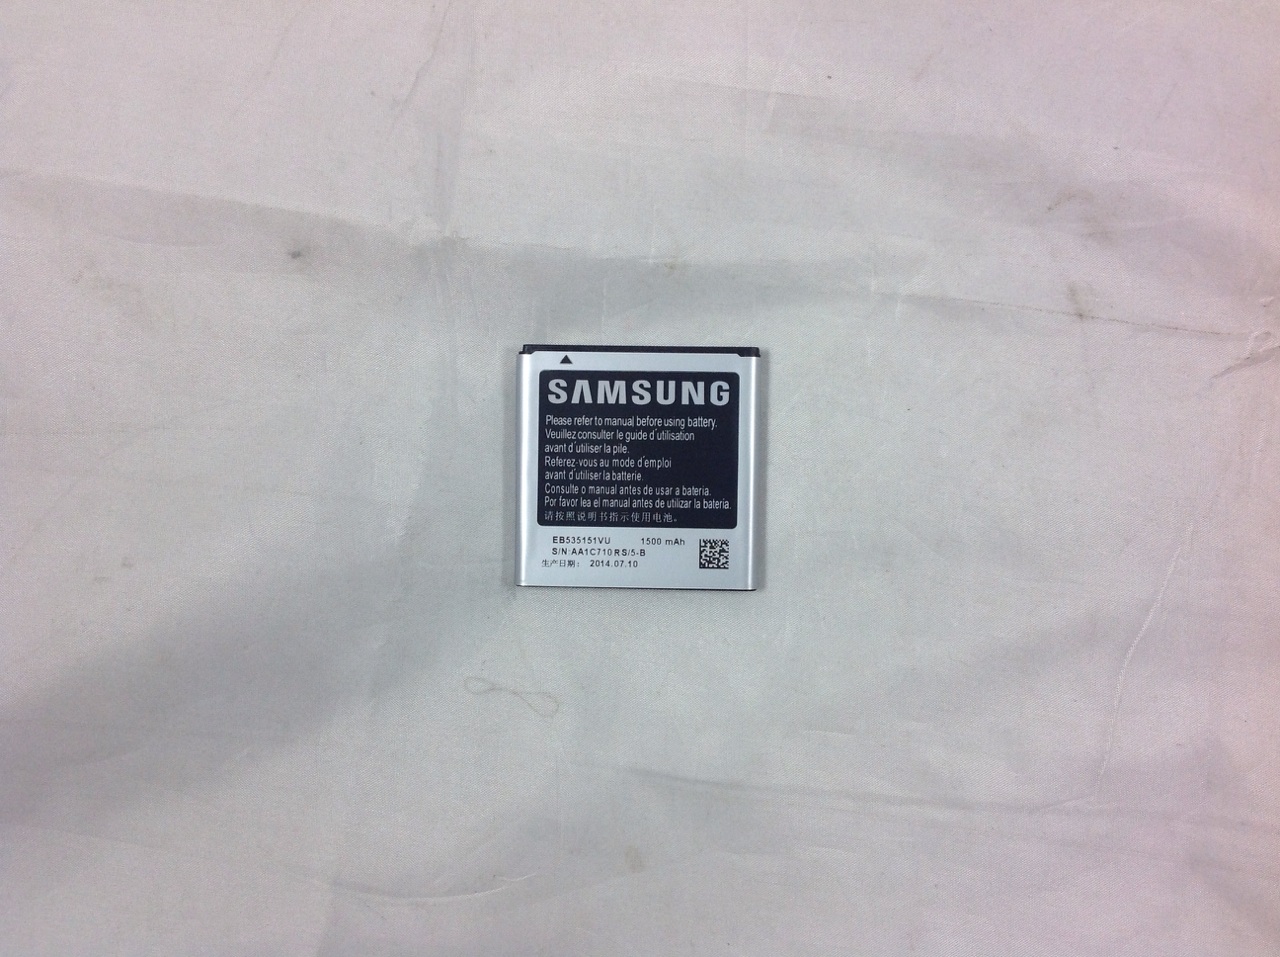 SAMSUNG
Please refer to manual before using battery.
Veuillez consulter le guide d'utilisation
avant d'utiliser la pile.
Referez-vous au mode d'emploi
avant d'utiliser la batterie.
Consulte o manual antes de usar a bateria.
Por favor lea el manual antes de utilizar la bateria.
请按照说明书指示使用电池。
EB535151VU 1500 mAh
S/N:AA1C710RS/5-B
生产日期: 2014.07.10